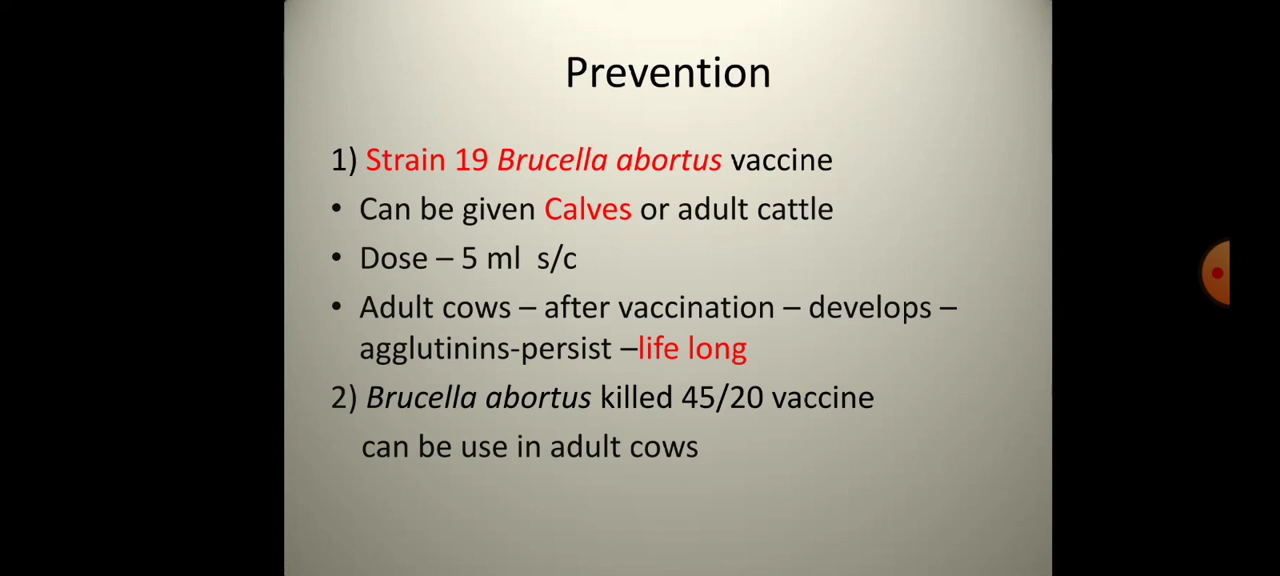 Prevention
1) Strain 19 Brucella abortus vaccine
• Can be given Calves or adult cattle
• Dose – 5 ml s/c
• Adult cows – after vaccination – develops –
agglutinins-persist –life long
2) Brucella abortus killed 45/20 vaccine
can be use in adult cows